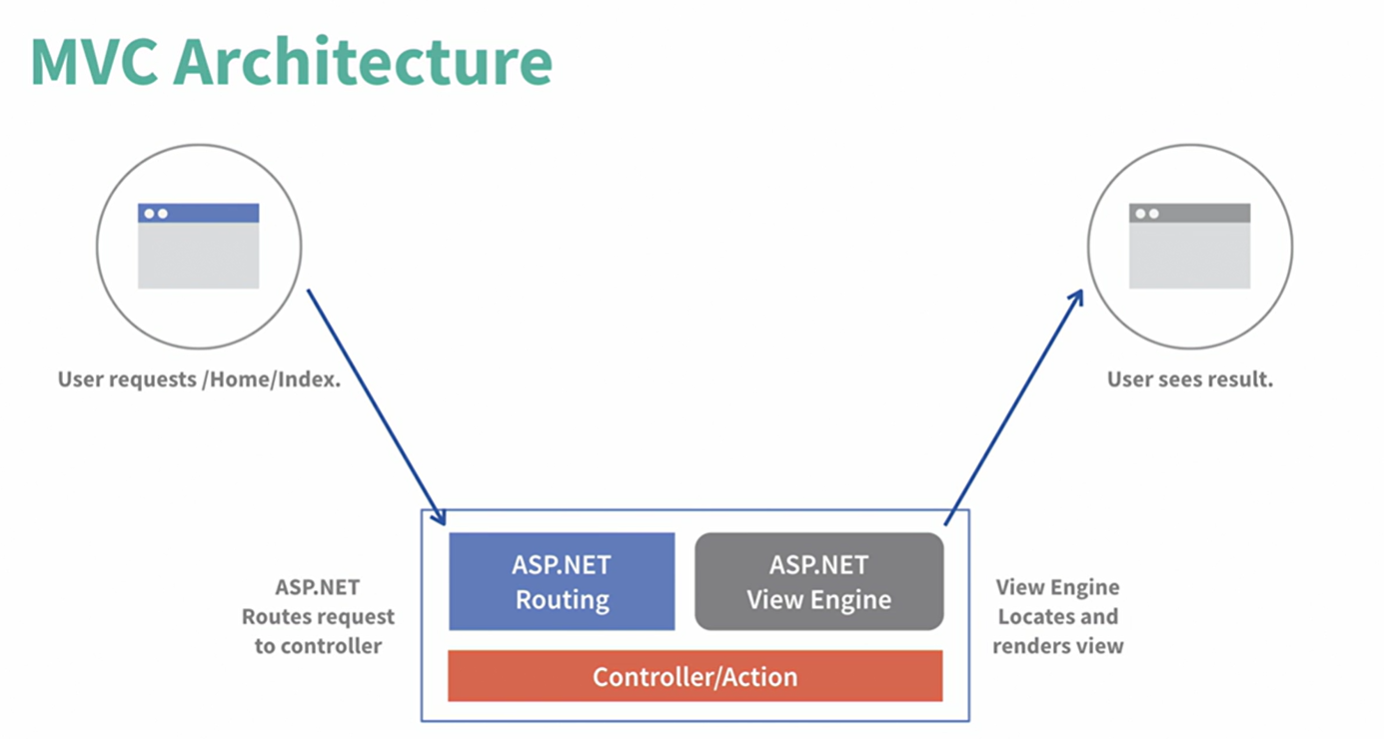 MVC Architecture
User requests /Home/Index.
User sees result.
ASP.NET
Routes request
to controller
ASP.NET
Routing
ASP.NET
View Engine
Controller/Action
View Engine
Locates and
renders view